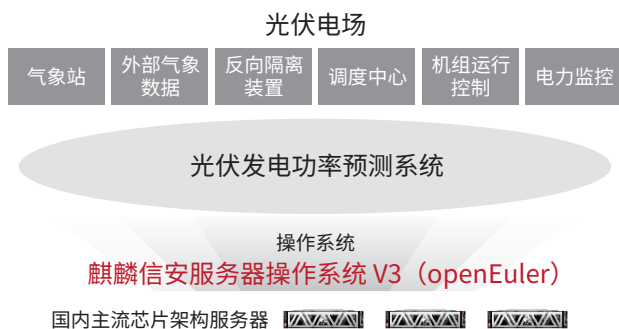 光伏电场
气象站
外部气象
数据
反向隔离
装置
调度中心
机组运行
控制
电力监控
光伏发电功率预测系统
操作系统
麒麟信安服务器操作系统 V3（openEuler）
国内主流芯片架构服务器